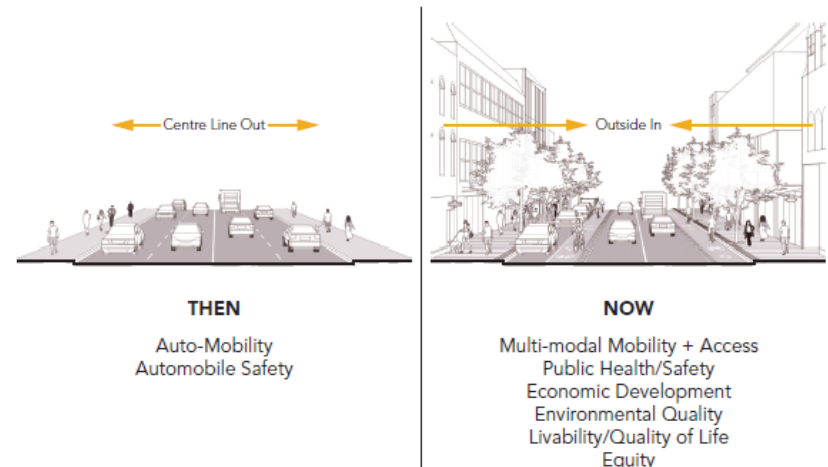 Centre Line Out
THEN
Auto-Mobility
Automobile Safety
Outside In
NOW
Multi-modal Mobility + Access
Public Health/Safety
Economic Development
Environmental Quality
Livability/Quality of Life
Equity